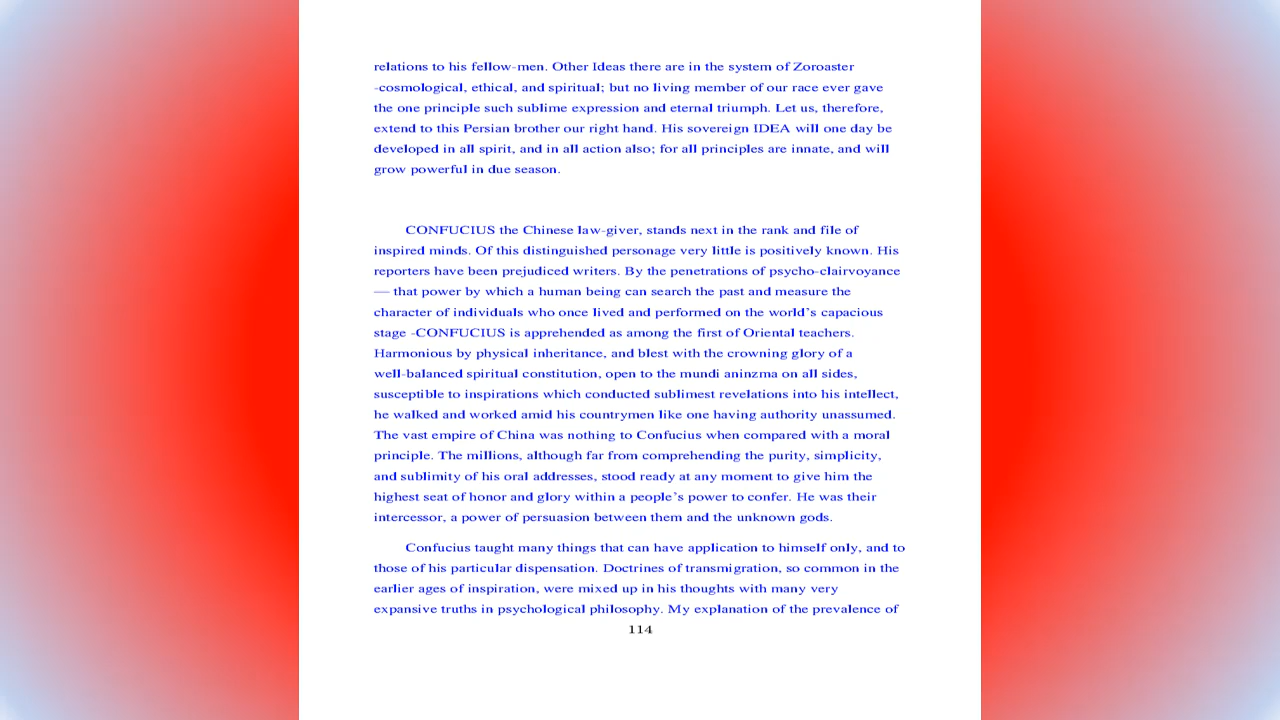 relations to his fellow-men. Other Ideas there are in the system of Zoroaster
-cosmological, ethical, and spiritual; but no living member of our race ever gave
the one principle such sublime expression and eternal triumph. Let us, therefore,
extend to this Persian brother our right hand. His sovereign IDEA will one day be
developed in all spirit, and in all action also; for all principles are innate, and will
grow powerful in due season.
CONFUCIUS the Chinese law-giver, stands next in the rank and file of
inspired minds. Of this distinguished personage very little is positively known. His
reporters have been prejudiced writers. By the penetrations of psycho-clairvoyance
— that power by which a human being can search the past and measure the
character of individuals who once lived and performed on the world's capacious
stage -CONFUCIUS is apprehended as among the first of Oriental teachers.
Harmonious by physical inheritance, and blest with the crowning glory of a
well-balanced spiritual constitution, open to the mundi aninzma on all sides,
susceptible to inspirations which conducted sublimest revelations into his intellect,
he walked and worked amid his countrymen like one having authority unassumed.
The vast empire of China was nothing to Confucius when compared with a moral
principle. The millions, although far from comprehending the purity, simplicity,
and sublimity of his oral addresses, stood ready at any moment to give him the
highest seat of honor and glory within a people's power to confer. He was their
intercessor, a power of persuasion between them and the unknown gods.
Confucius taught many things that can have application to himself only, and to
those of his particular dispensation. Doctrines of transmigration, so common in the
earlier ages of inspiration, were mixed up in his thoughts with many very
expansive truths in psychological philosophy. My explanation of the prevalence of
114